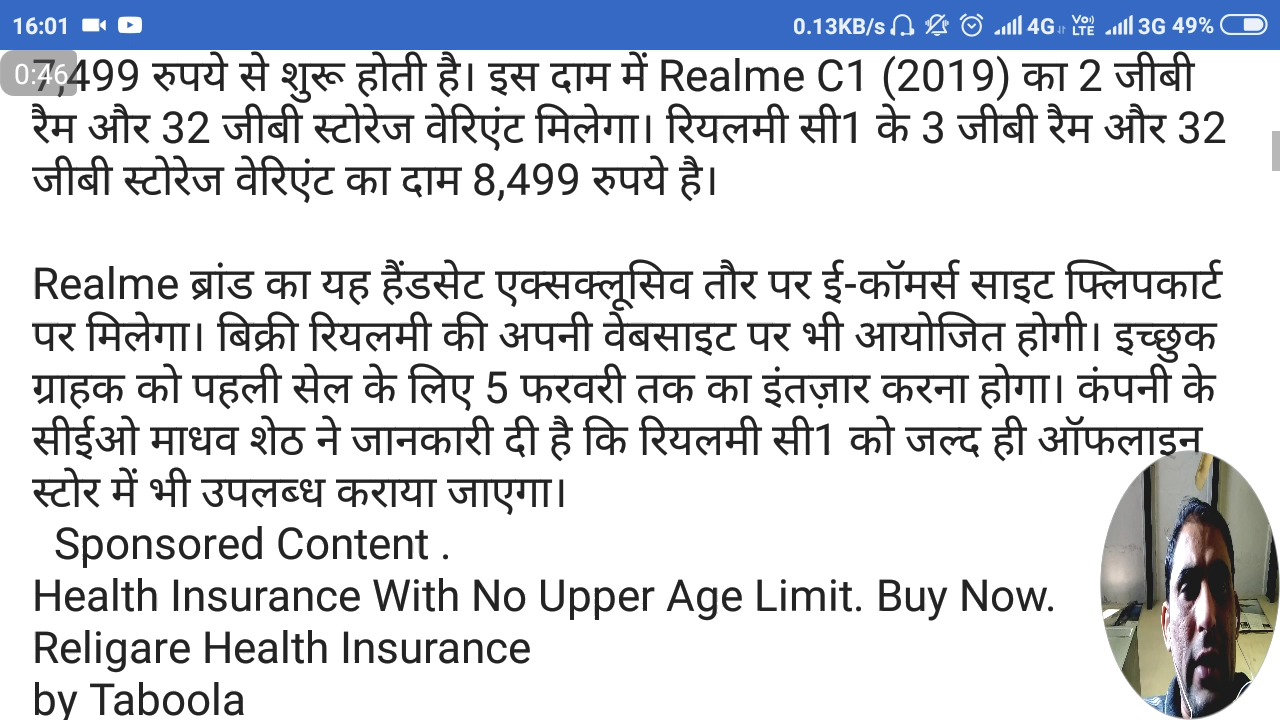 16:01 0.13KB/s 4G Vo) LTE 3G 49%
0:46
7,499 रुपये से शुरू होती है। इस दाम में Realme C1 (2019) का 2 जीबी
रैम और 32 जीबी स्टोरेज वेरिएंट मिलेगा। रियलमी सी1 के 3 जीबी रैम और 32
जीबी स्टोरेज वेरिएंट का दाम 8,499 रुपये है।
Realme ब्रांड का यह हैंडसेट एक्सक्लूसिव तौर पर ई-कॉमर्स साइट फ्लिपकार्ट
पर मिलेगा। बिक्री रियलमी की अपनी वेबसाइट पर भी आयोजित होगी। इच्छुक
ग्राहक को पहली सेल के लिए 5 फरवरी तक का इंतज़ार करना होगा। कंपनी के
सीईओ माधव शेठ ने जानकारी दी है कि रियलमी सी1 को जल्द ही ऑफलाइन
स्टोर में भी उपलब्ध कराया जाएगा।
Sponsored Content .
Health Insurance With No Upper Age Limit. Buy Now.
Religare Health Insurance
by Taboola